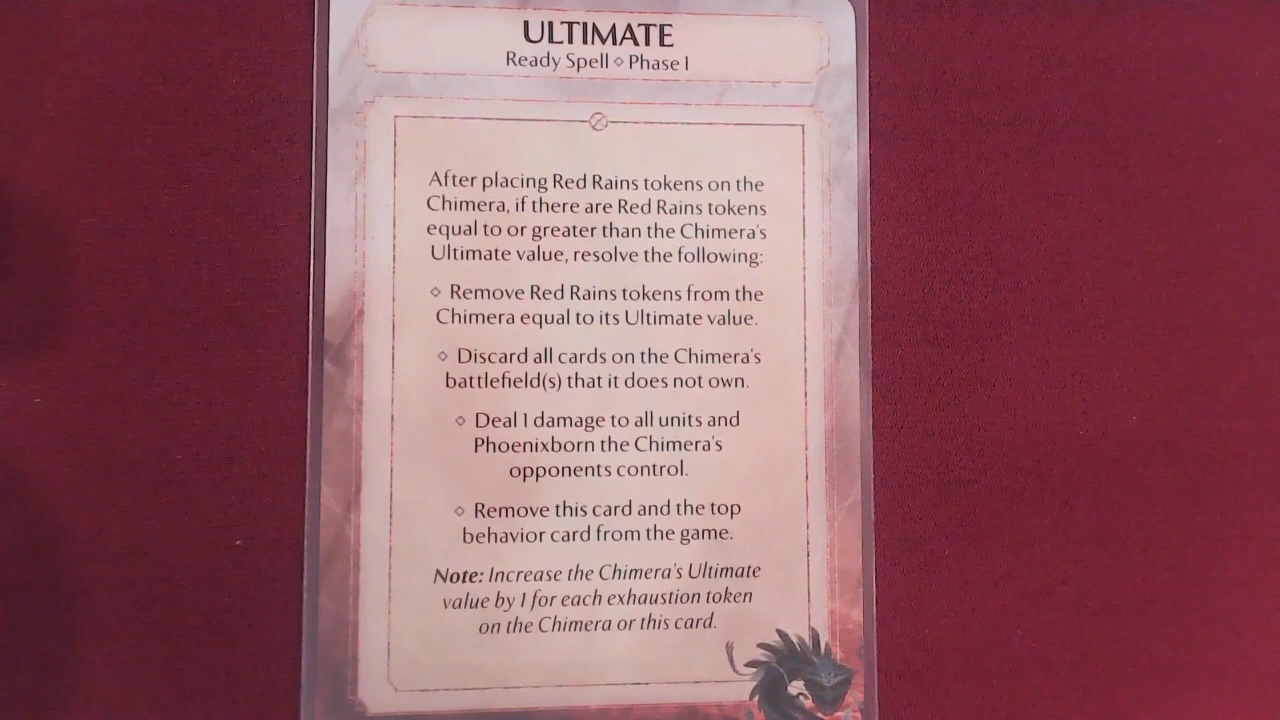 ULTIMATE
Ready Spell ⋄ Phase I
After placing Red Rains tokens on the
Chimera, if there are Red Rains tokens
equal to or greater than the Chimera's
Ultimate value, resolve the following:
⋄ Remove Red Rains tokens from the
Chimera equal to its Ultimate value.
⋄ Discard all cards on the Chimera's
battlefield(s) that it does not own.
⋄ Deal 1 damage to all units and
Phoenixborn the Chimera's
opponents control.
⋄ Remove this card and the top
behavior card from the game.
Note: Increase the Chimera's Ultimate
value by 1 for each exhaustion token
on the Chimera or this card.